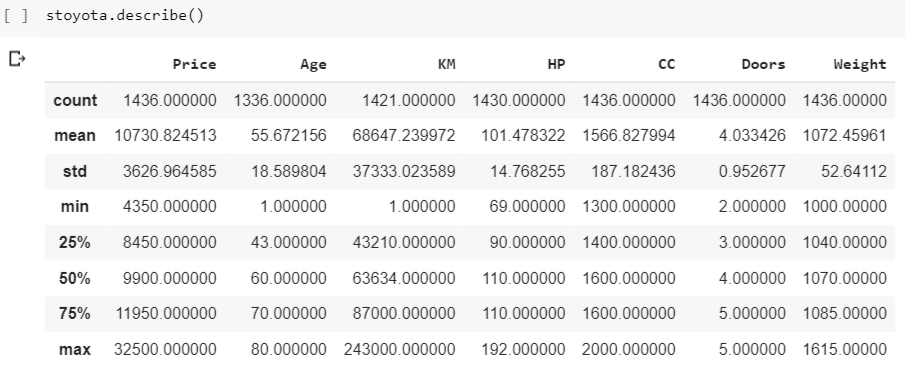 [ ] stoyota.describe()
Price Age KM HP CC Doors Weight
count 1436.000000 1336.000000 1421.000000 1430.000000 1436.000000 1436.000000 1436.00000
mean 10730.824513 55.672156 68647.239972 101.478322 1566.827994 4.033426 1072.45961
std 3626.964585 18.589804 37333.023589 14.768255 187.182436 0.952677 52.64112
min 4350.000000 1.000000 1.000000 69.000000 1300.000000 2.000000 1000.00000
25% 8450.000000 43.000000 43210.000000 90.000000 1400.000000 3.000000 1040.00000
50% 9900.000000 60.000000 63634.000000 110.000000 1600.000000 4.000000 1070.00000
75% 11950.000000 70.000000 87000.000000 110.000000 1600.000000 5.000000 1085.00000
max 32500.000000 80.000000 243000.000000 192.000000 2000.000000 5.000000 1615.00000